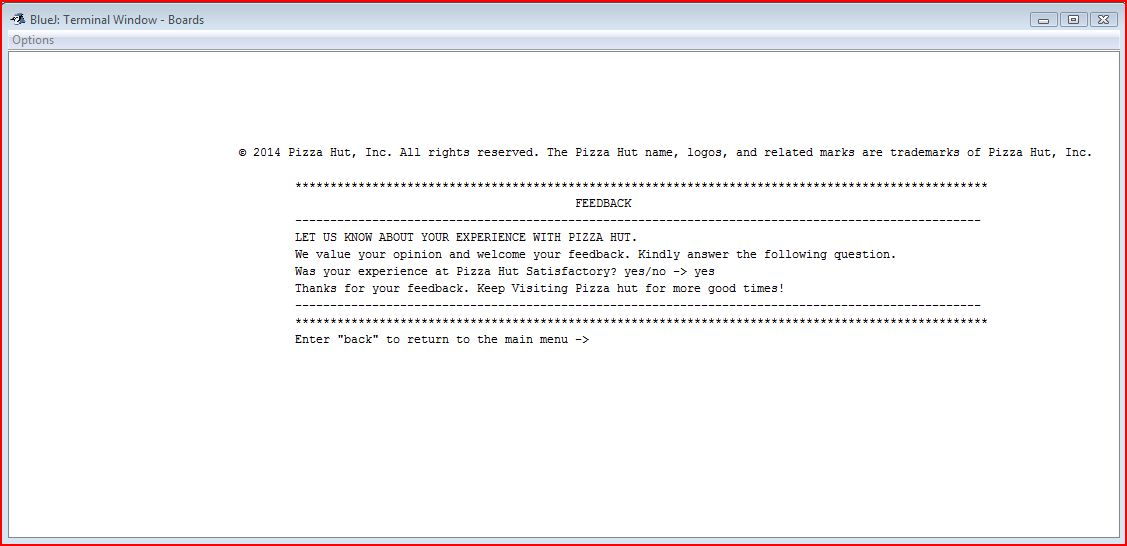 BlueJ: Terminal Window - Boards
Options
© 2014 Pizza Hut, Inc. All rights reserved. The Pizza Hut name, logos, and related marks are trademarks of Pizza Hut, Inc.
***************************************************************************************************
FEEDBACK
--------------------------------------------------------------------------------------------------
LET US KNOW ABOUT YOUR EXPERIENCE WITH PIZZA HUT.
We value your opinion and welcome your feedback. Kindly answer the following question.
Was your experience at Pizza Hut Satisfactory? yes/no -> yes
Thanks for your feedback. Keep Visiting Pizza hut for more good times!
--------------------------------------------------------------------------------------------------
***************************************************************************************************
Enter "back" to return to the main menu ->